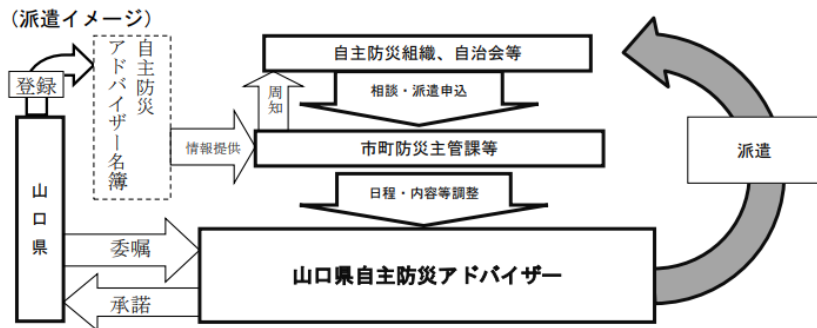 （派遣イメージ）
登録
自主防災
アドバイザー名簿
自主防災組織、自治会等
周知
相談・派遣申込
情報提供
市町防災主管課等
派遣
山口県
日程・内容等調整
委嘱
山口県自主防災アドバイザー
承諾